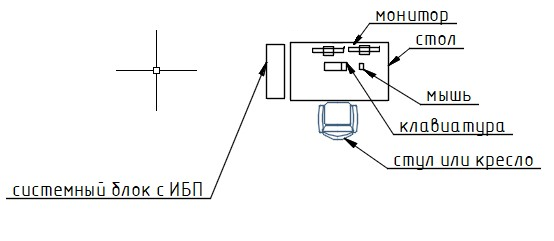 монитор
стол
мышь
клавиатура
стул или кресло
системный блок с ИБП